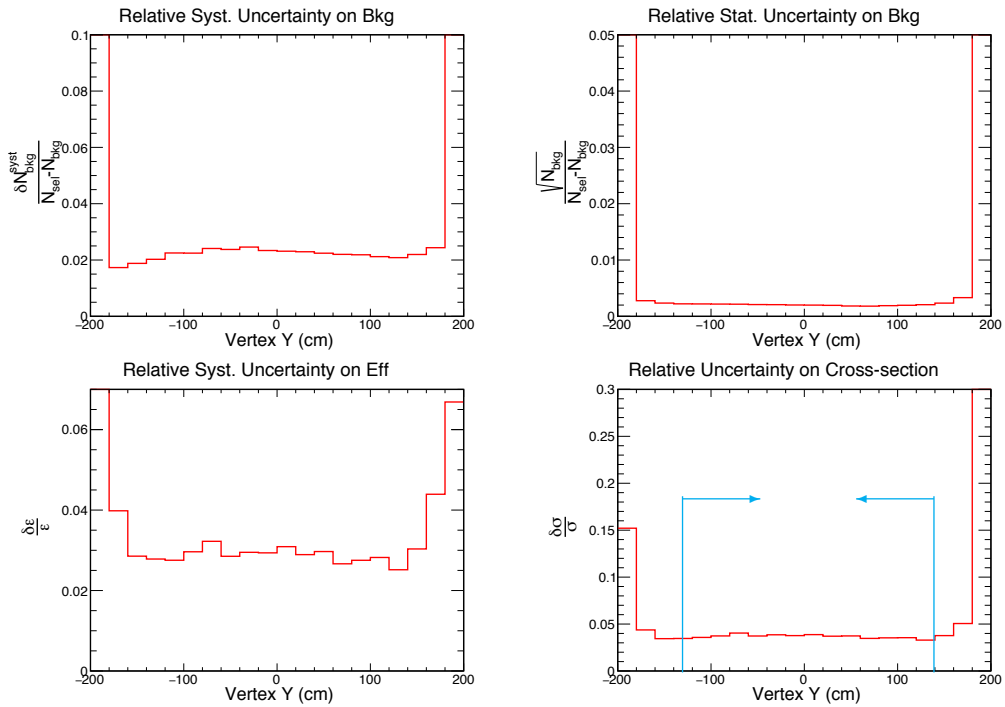 Relative Syst. Uncertainty on Bkg
0.1
0.08
0.06
0.04
0.02
0
δN_bkg^syst
N_sel-N_bkg
−200 −100 0 100 200
Vertex Y (cm)
Relative Stat. Uncertainty on Bkg
0.05
0.04
0.03
0.02
0.01
0
√N_bkg
N_sel-N_bkg
−200 −100 0 100 200
Vertex Y (cm)
Relative Syst. Uncertainty on Eff
0.06
0.04
0.02
0
δε
ε
−200 −100 0 100 200
Vertex Y (cm)
Relative Uncertainty on Cross-section
0.3
0.25
0.2
0.15
0.1
0.05
0
δσ
σ
−200 −100 0 100 200
Vertex Y (cm)